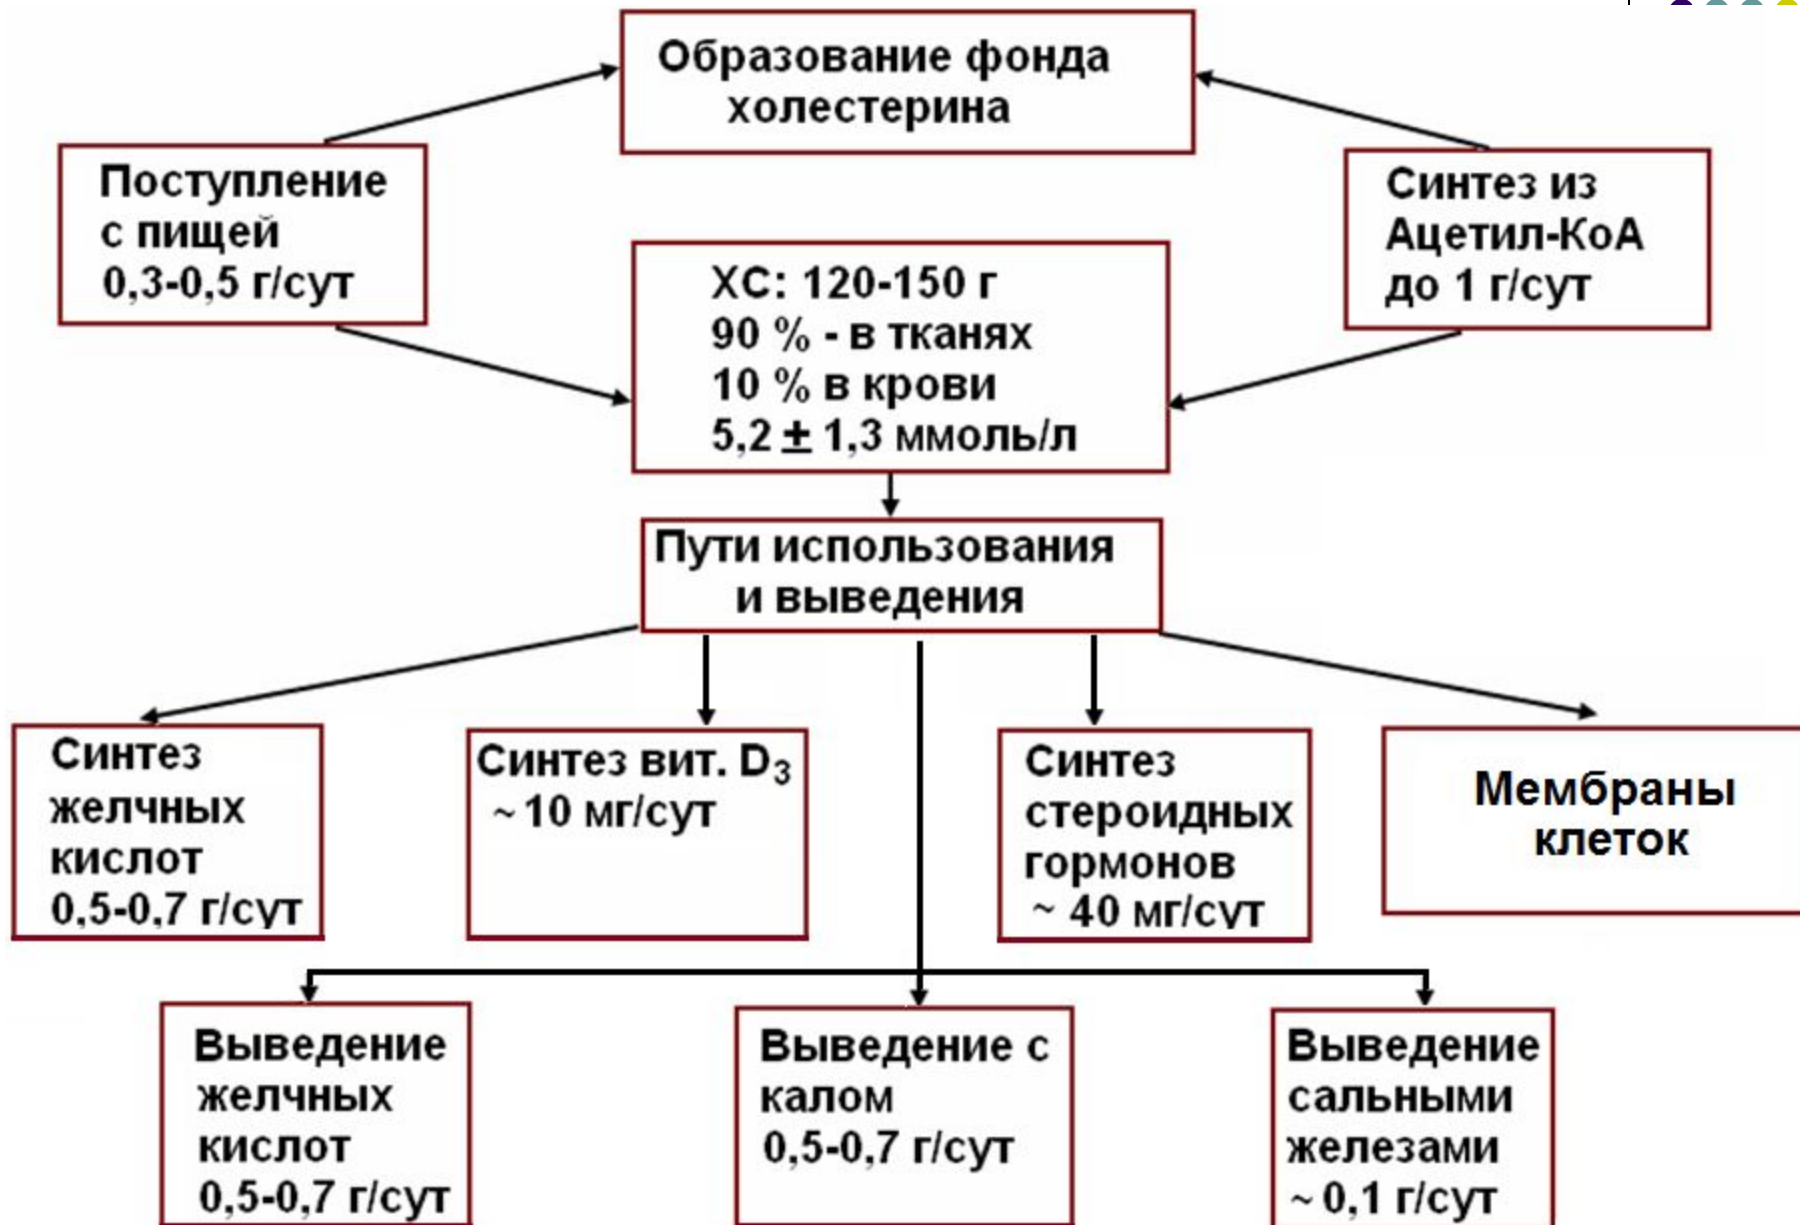 Образование фонда
холестерина
Поступление
с пищей
0,3-0,5 г/сут
Синтез из
Ацетил-КоА
до 1 г/сут
ХС: 120-150 г
90 % - в тканях
10 % в крови
5,2 ± 1,3 ммоль/л
Пути использования
и выведения
Синтез
желчных
кислот
0,5-0,7 г/сут
Синтез вит. D₃
~ 10 мг/сут
Синтез
стероидных
гормонов
~ 40 мг/сут
Мембраны
клеток
Выведение
желчных
кислот
0,5-0,7 г/сут
Выведение с
калом
0,5-0,7 г/сут
Выведение
сальными
железами
~ 0,1 г/сут